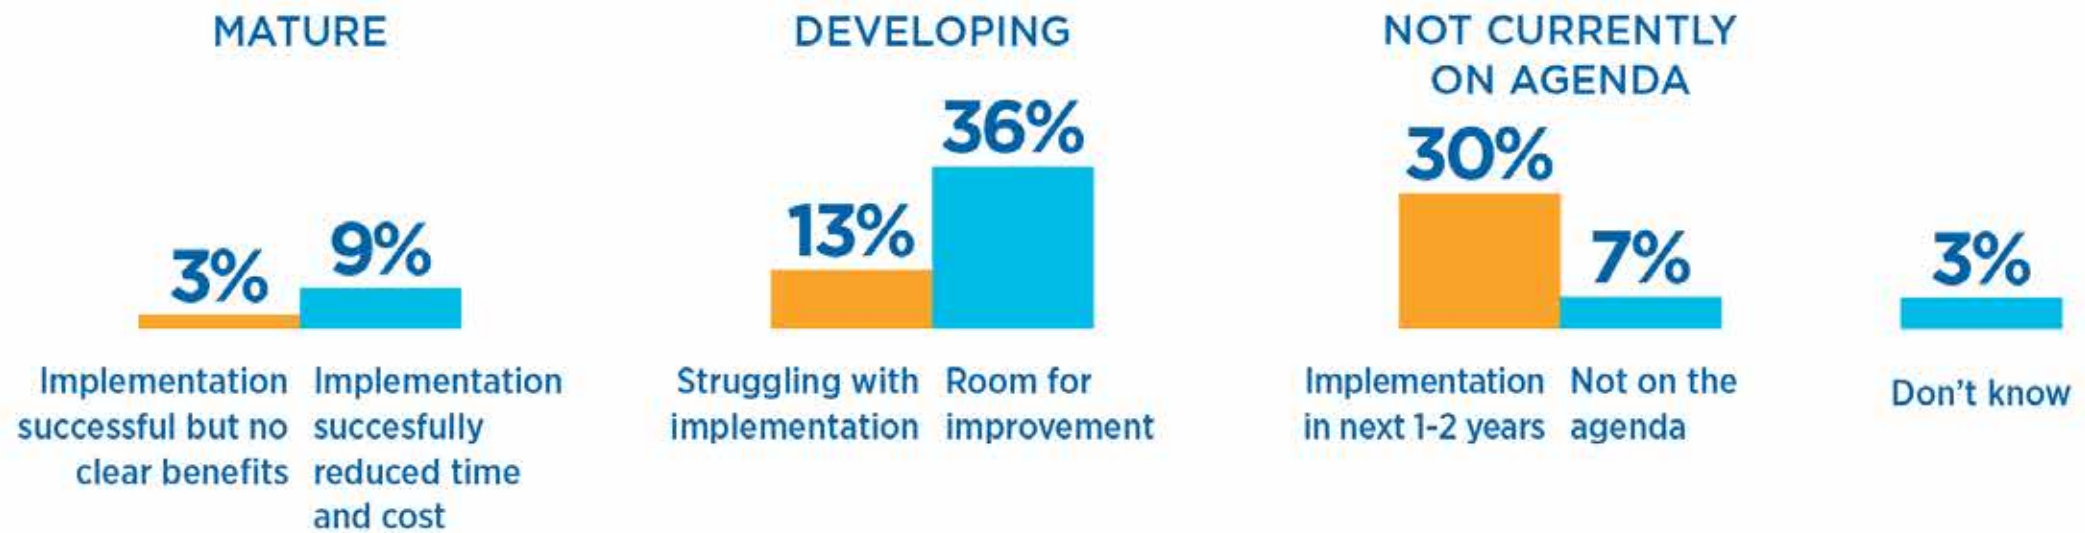 MATURE
3%
9%
Implementation
successful but no
clear benefits
Implementation
succesfully
reduced time
and cost
DEVELOPING
13%
36%
Struggling with
implementation
Room for
improvement
NOT CURRENTLY
ON AGENDA
30%
7%
Implementation
in next 1-2 years
Not on the
agenda
3%
Don't know